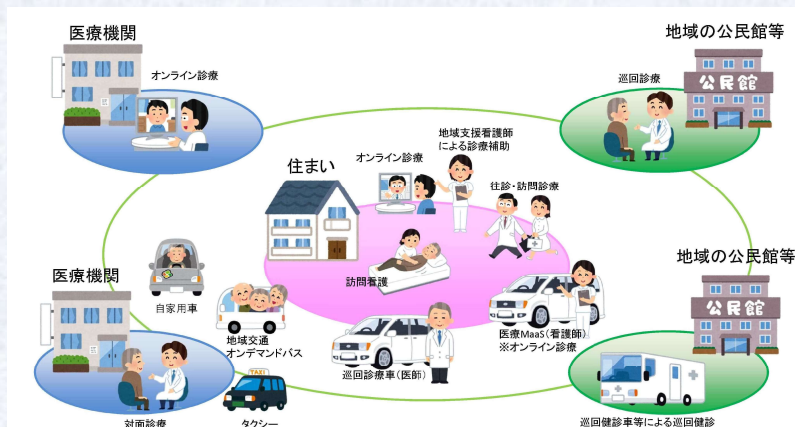 医療機関
オンライン診療
地域の公民館等
公民館
巡回診療
地域支援看護師
による診療補助
オンライン診療
住まい
往診・訪問診療
訪問看護
医療機関
自家用車
地域交通
オンデマンドバス
対面診療
TAXI
タクシー
巡回診療車(医師)
医療MaaS(看護師)
※オンライン診療
地域の公民館等
公民館
巡回健診車等による巡回健診